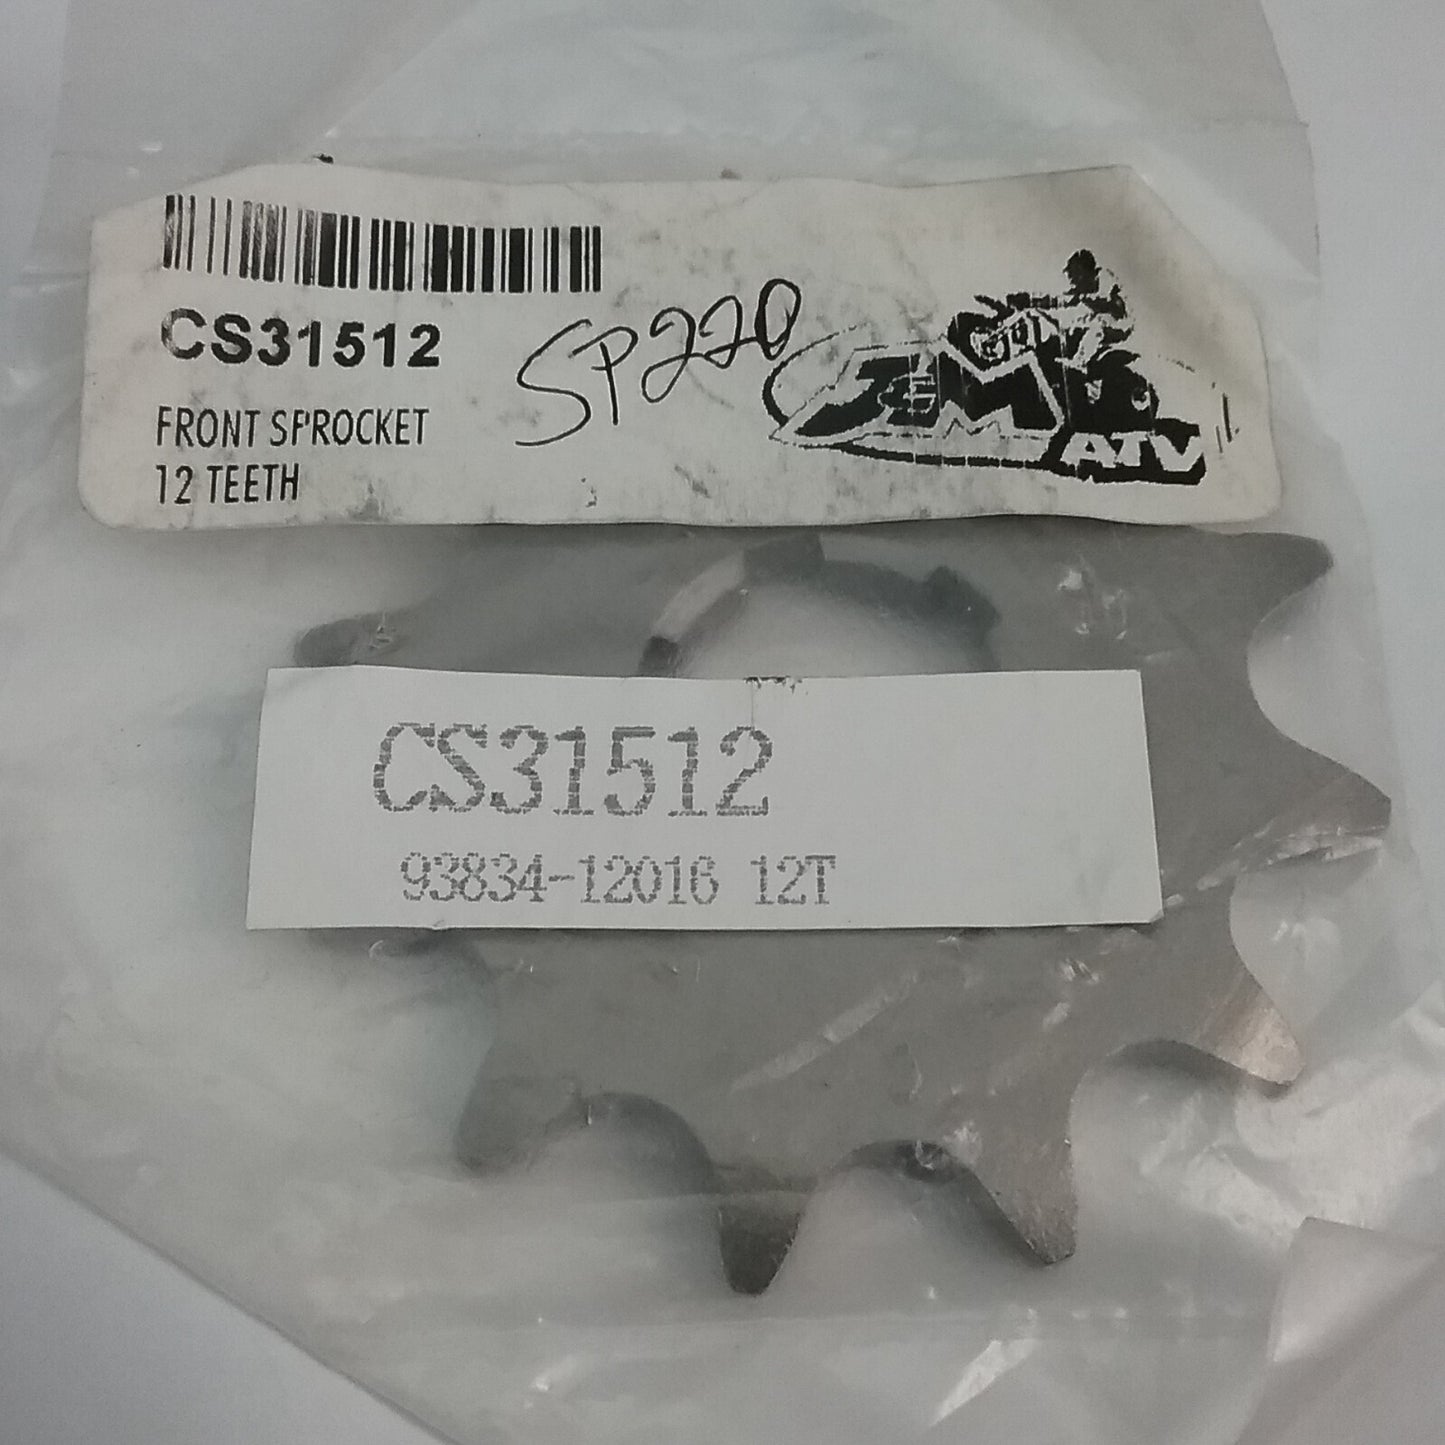 CS31512
SP220
FRONT SPROCKET
12 TEETH
ATV
CS31512
93834-12016 12T